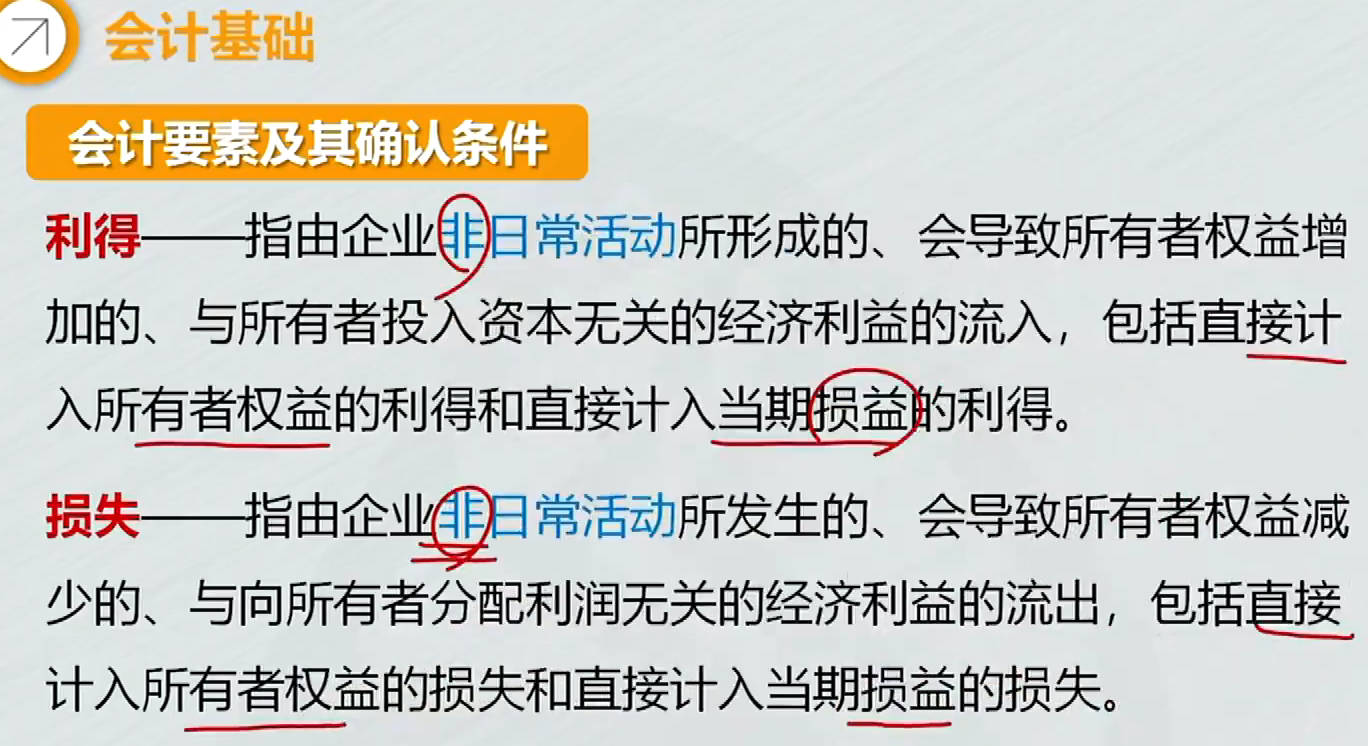 会计基础
会计要素及其确认条件
利得——指由企业非日常活动所形成的、会导致所有者权益增
加的、与所有者投入资本无关的经济利益的流入，包括直接计
入所有者权益的利得和直接计入当期损益的利得。
损失——指由企业非日常活动所发生的、会导致所有者权益减
少的、与向所有者分配利润无关的经济利益的流出，包括直接
计入所有者权益的损失和直接计入当期损益的损失。